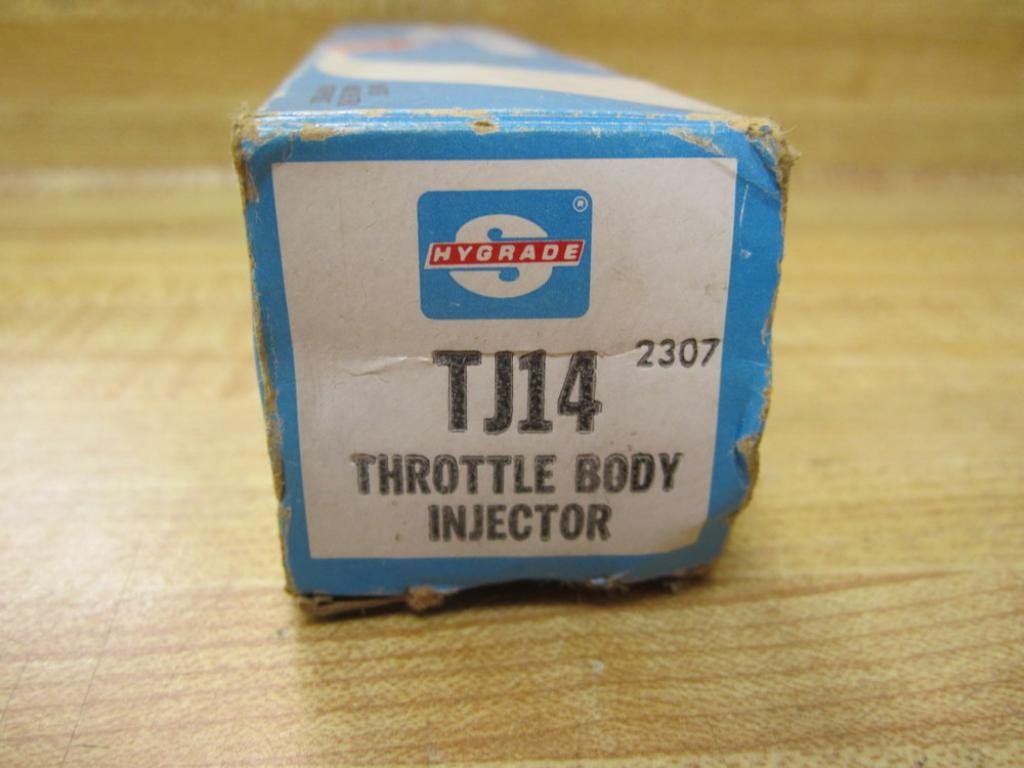 S
HYGRADE
®
TJ14
2307
THROTTLE BODY
INJECTOR